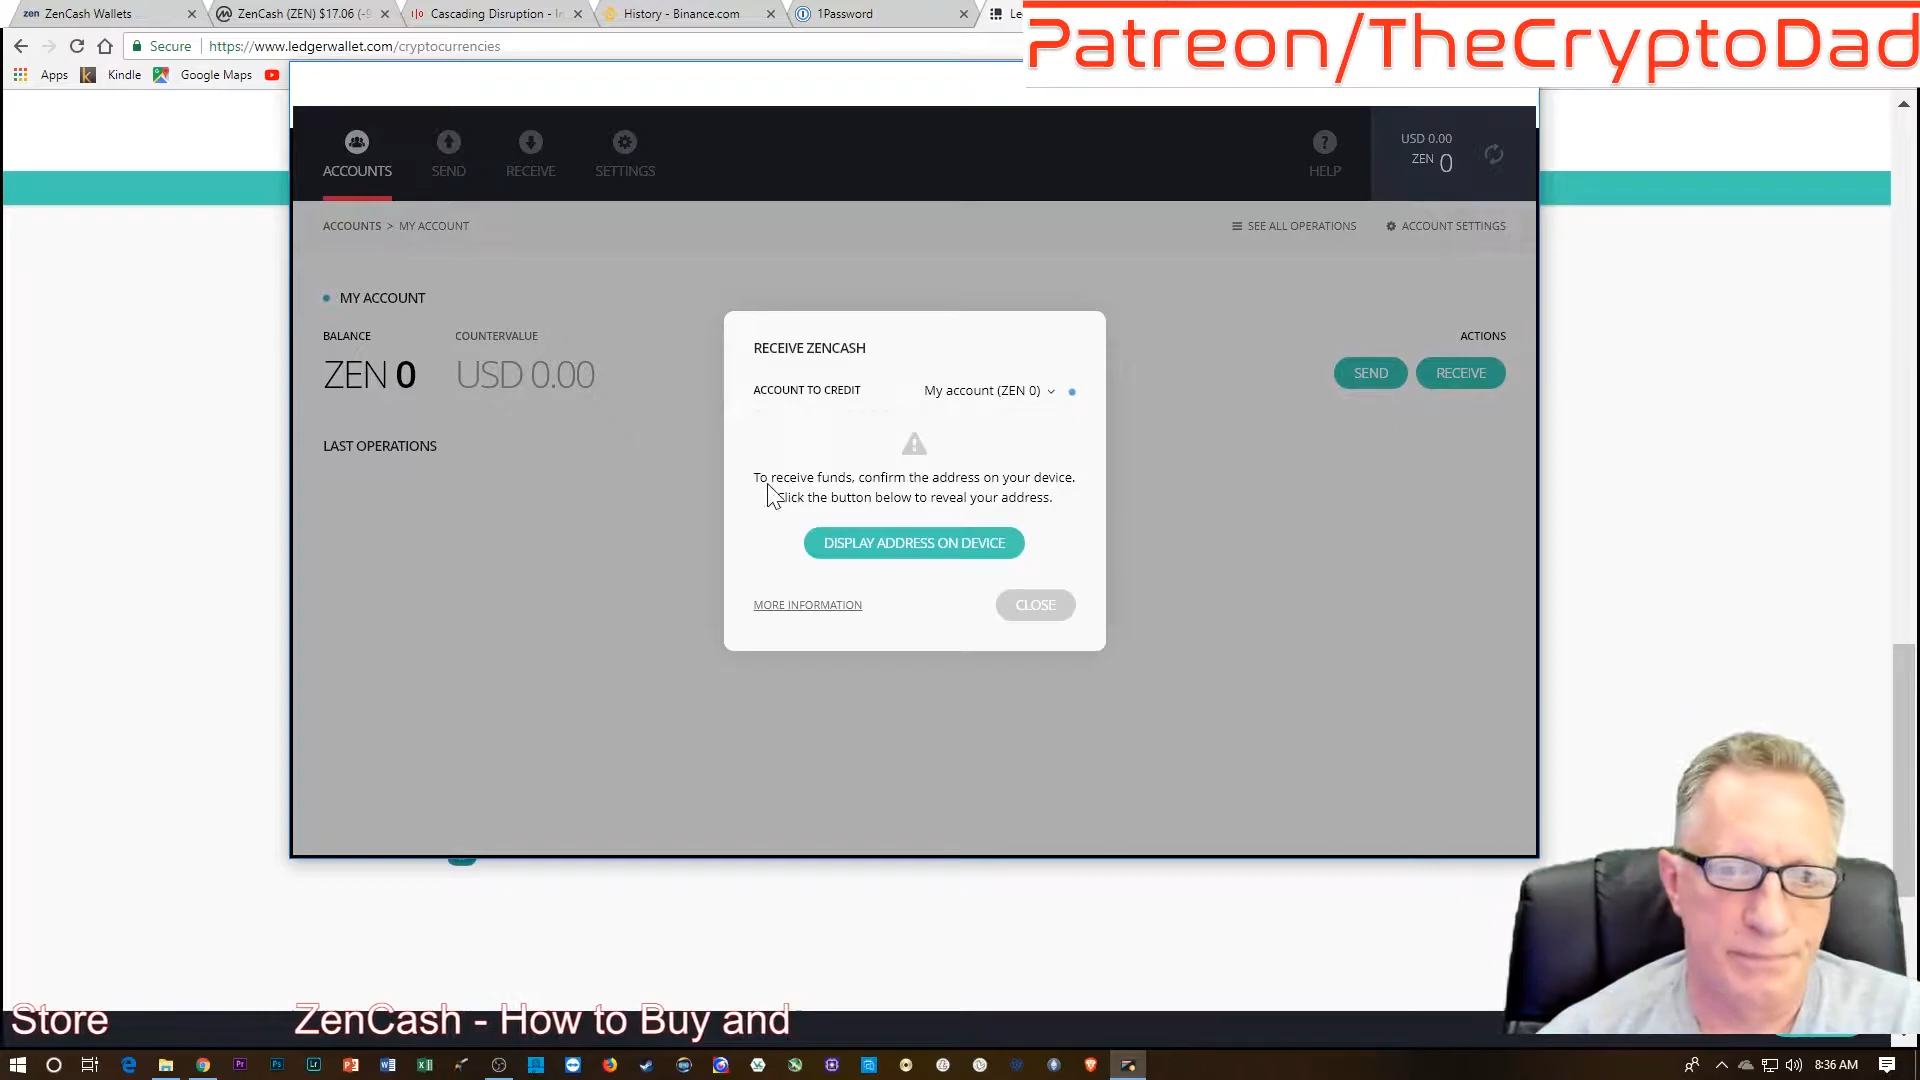 zen ZenCash Wallets
ZenCash (ZEN) $17.06 (-9
Cascading Disruption - In
History - Binance.com
1Password
Le
Patreon/TheCryptoDad
Secure
https://www.ledgerwallet.com/cryptocurrencies
Apps
Kindle
Google Maps
ACCOUNTS
SEND
RECEIVE
SETTINGS
HELP
USD 0.00
ZEN 0
ACCOUNTS > MY ACCOUNT
SEE ALL OPERATIONS
ACCOUNT SETTINGS
MY ACCOUNT
BALANCE
COUNTERVALUE
ACTIONS
ZEN 0
USD 0.00
SEND
RECEIVE
LAST OPERATIONS
RECEIVE ZENCASH
ACCOUNT TO CREDIT
My account (ZEN 0)
To receive funds, confirm the address on your device.
Click the button below to reveal your address.
DISPLAY ADDRESS ON DEVICE
MORE INFORMATION
CLOSE
Store
ZenCash - How to Buy and
8:36 AM